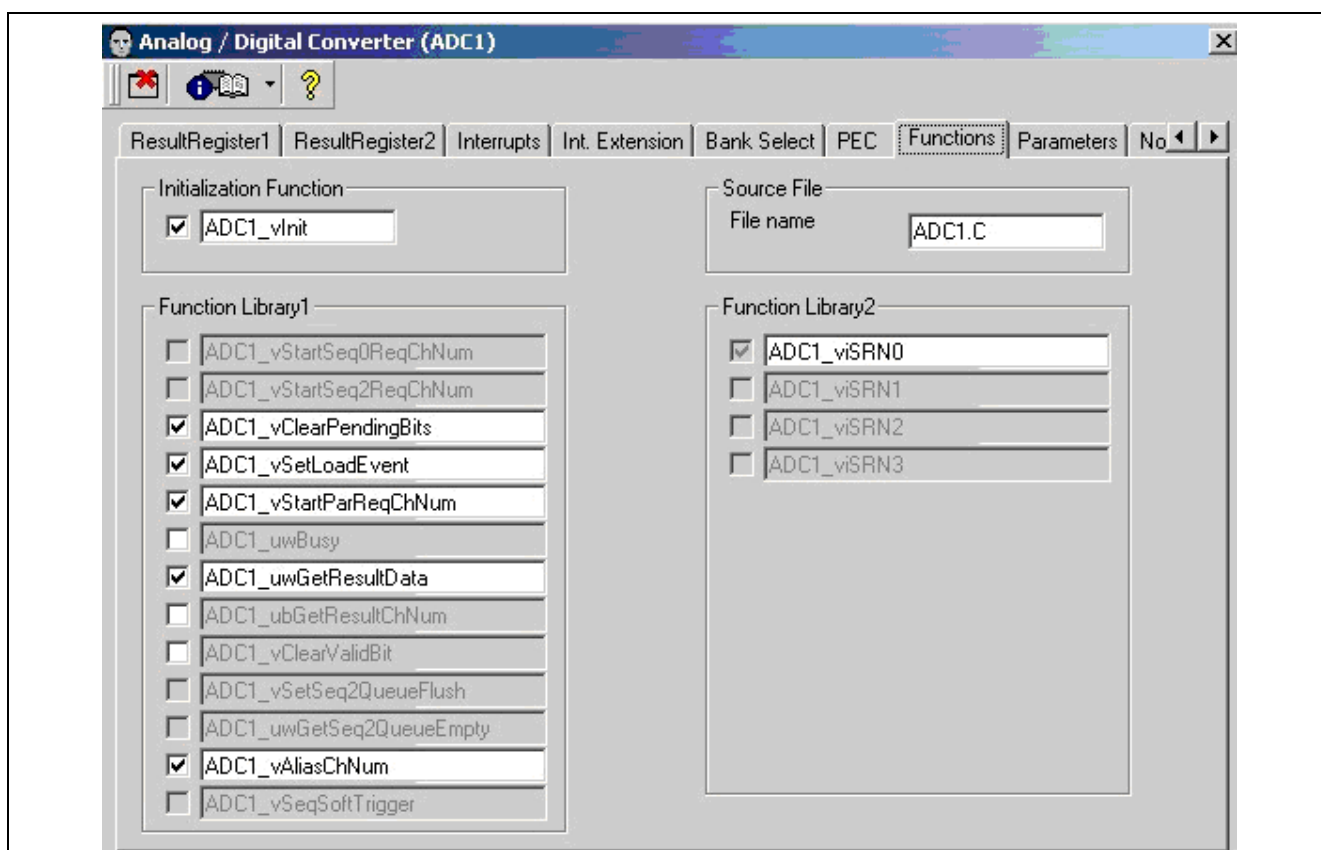 Analog / Digital Converter (ADC1)
ResultRegister1 ResultRegister2 Interrupts Int. Extension Bank Select PEC Functions Parameters No
Initialization Function
ADC1_vInit
Source File
File name
ADC1.C
Function Library1
ADC1_vStartSeq0ReqChNum
ADC1_vStartSeq2ReqChNum
ADC1_vClearPendingBits
ADC1_vSetLoadEvent
ADC1_vStartParReqChNum
ADC1_uwBusy
ADC1_uwGetResultData
ADC1_ubGetResultChNum
ADC1_vClearValidBit
ADC1_vSetSeq2QueueFlush
ADC1_uwGetSeq2QueueEmpty
ADC1_vAliasChNum
ADC1_vSeqSoftTrigger
Function Library2
ADC1_viSRN0
ADC1_viSRN1
ADC1_viSRN2
ADC1_viSRN3